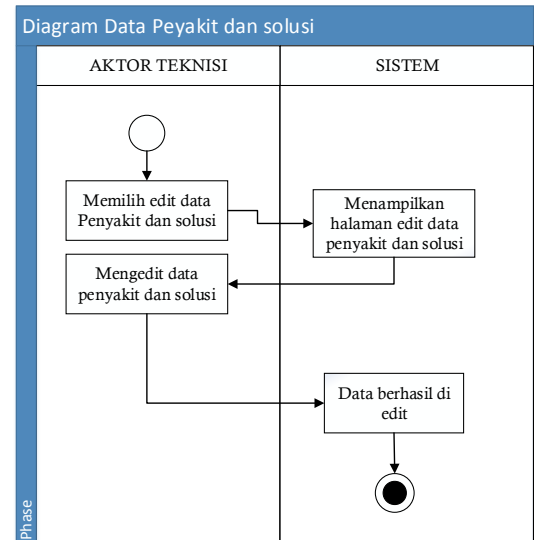 Diagram Data Peyakit dan solusi
AKTOR TEKNISI
SISTEM
Memilih edit data
Penyakit dan solusi
Menampilkan
halaman edit data
penyakit dan solusi
Mengedit data
penyakit dan solusi
Data berhasil di
edit
Phase